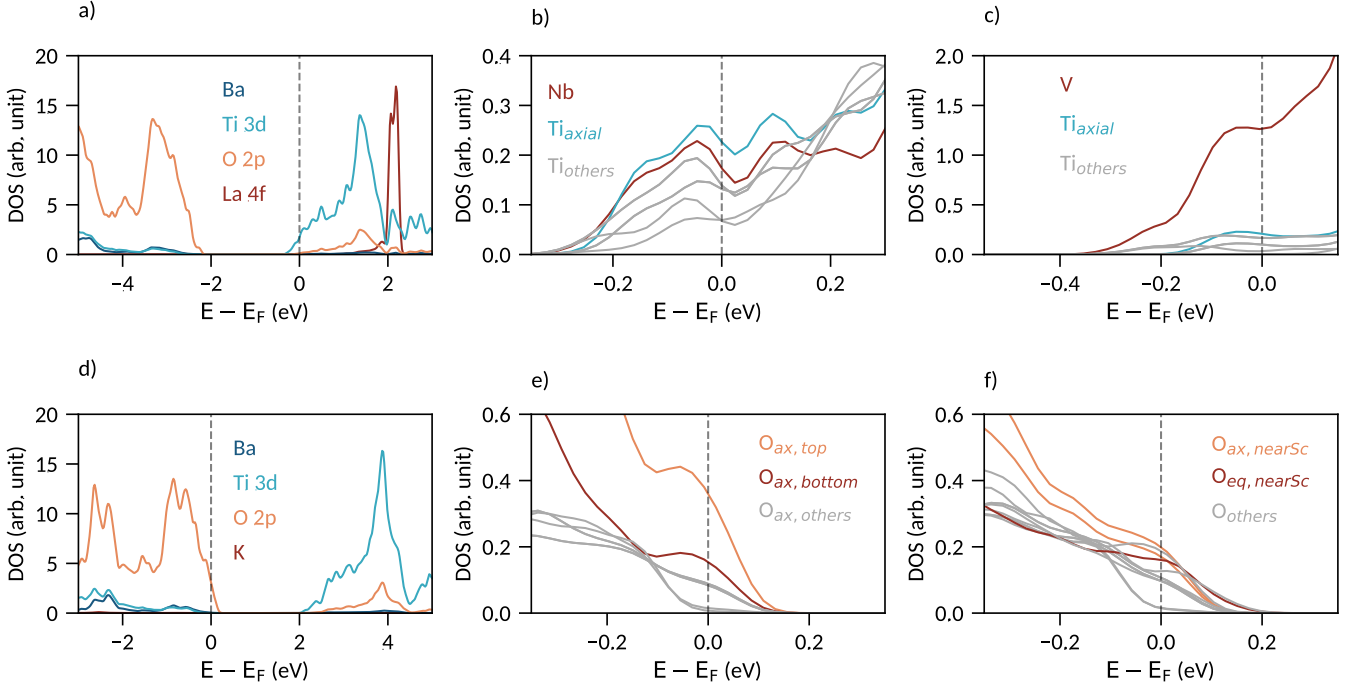 a)
DOS (arb. unit)
20
15
10
5
0
Ba
Ti 3d
O 2p
La 4f
−4
−2
0
2
E − E_F (eV)
b)
DOS (arb. unit)
0.4
0.3
0.2
0.1
0.0
Nb
Ti_axial
Ti_others
−0.2
0.0
0.2
E − E_F (eV)
c)
DOS (arb. unit)
2.0
1.5
1.0
0.5
0.0
V
Ti_axial
Ti_others
−0.4
−0.2
0.0
E − E_F (eV)
d)
DOS (arb. unit)
20
15
10
5
0
Ba
Ti 3d
O 2p
K
−2
0
2
4
E − E_F (eV)
e)
DOS (arb. unit)
0.6
0.4
0.2
0.0
O_ax, top
O_ax, bottom
O_ax, others
−0.2
0.0
0.2
E − E_F (eV)
f)
DOS (arb. unit)
0.6
0.4
0.2
0.0
O_ax, nearSc
O_eq, nearSc
O_others
−0.2
0.0
0.2
E − E_F (eV)